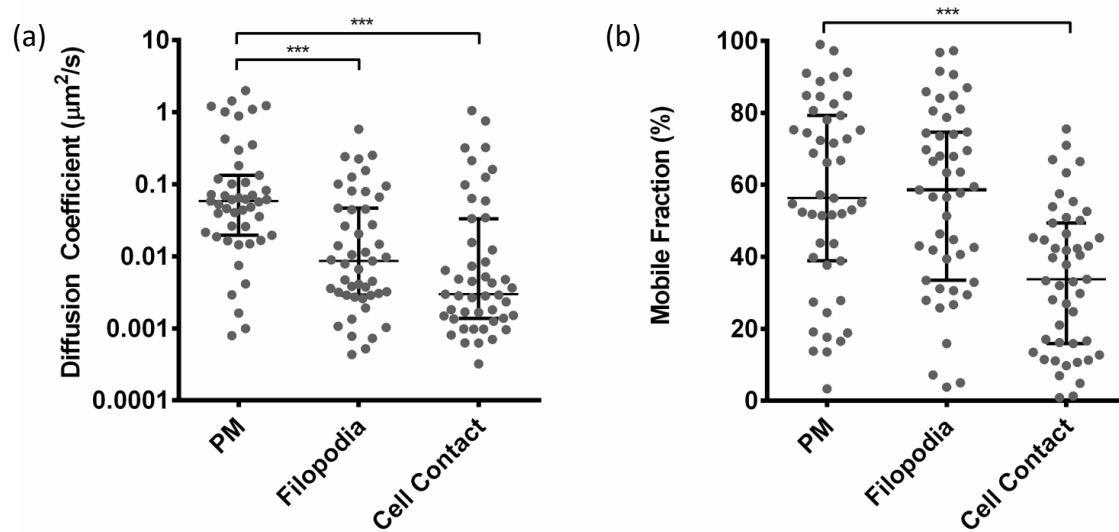 (a)
Diffusion Coefficient (μm²/s)
10
1
0.1
0.01
0.001
0.0001
***
***
PM
Filopodia
Cell Contact
(b)
Mobile Fraction (%)
100
80
60
40
20
0
***
PM
Filopodia
Cell Contact